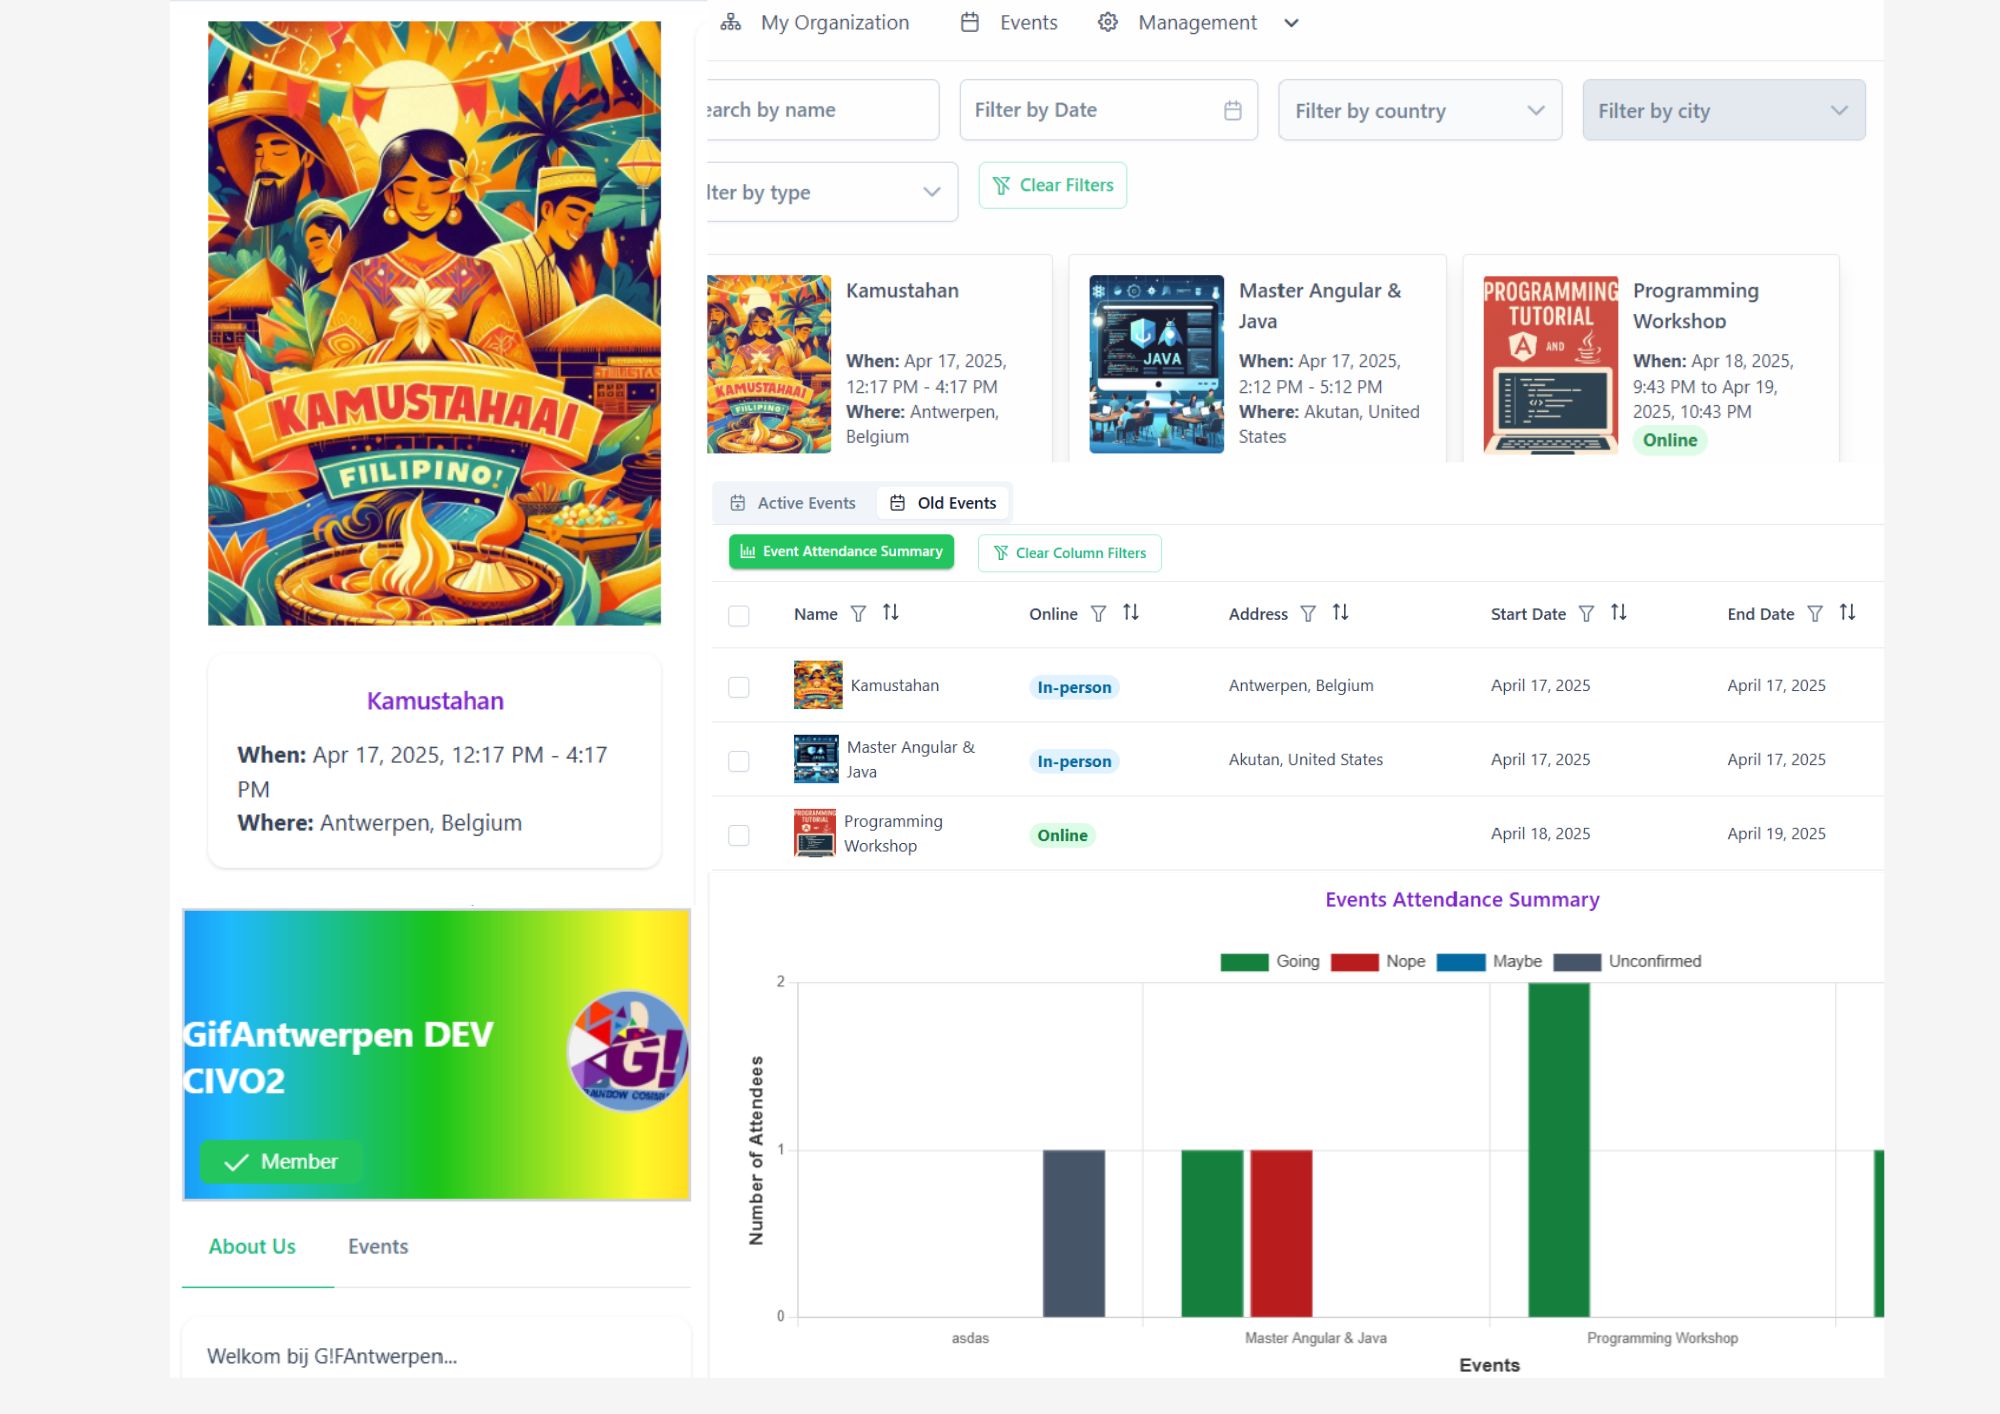 KAMUSTAHAAI
FIILIPINO!
Kamustahan
When: Apr 17, 2025, 12:17 PM - 4:17
PM
Where: Antwerpen, Belgium
GifAntwerpen DEV
CIVO2
G!
Member
About Us
Events
Welkom bij G!FAntwerpen...
My Organization
Events
Management
earch by name
Filter by Date
Filter by country
Filter by city
lter by type
Clear Filters
KAMUSTAHAAI
FIILIPINO!
Kamustahan
When: Apr 17, 2025,
12:17 PM - 4:17 PM
Where: Antwerpen,
Belgium
JAVA
Master Angular &
Java
When: Apr 17, 2025,
2:12 PM - 5:12 PM
Where: Akutan, United
States
PROGRAMMING
TUTORIAL
A AND
Programming
Workshop
When: Apr 18, 2025,
9:43 PM to Apr 19,
2025, 10:43 PM
Online
Active Events
Old Events
Event Attendance Summary
Clear Column Filters
Name
Online
Address
Start Date
End Date
Kamustahan
In-person
Antwerpen, Belgium
April 17, 2025
April 17, 2025
Master Angular &
Java
In-person
Akutan, United States
April 17, 2025
April 17, 2025
PROGRAMMING
TUTORIAL
Programming
Workshop
Online
April 18, 2025
April 19, 2025
Events Attendance Summary
Going
Nope
Maybe
Unconfirmed
Number of Attendees
2
1
0
asdas
Master Angular & Java
Programming Workshop
Events